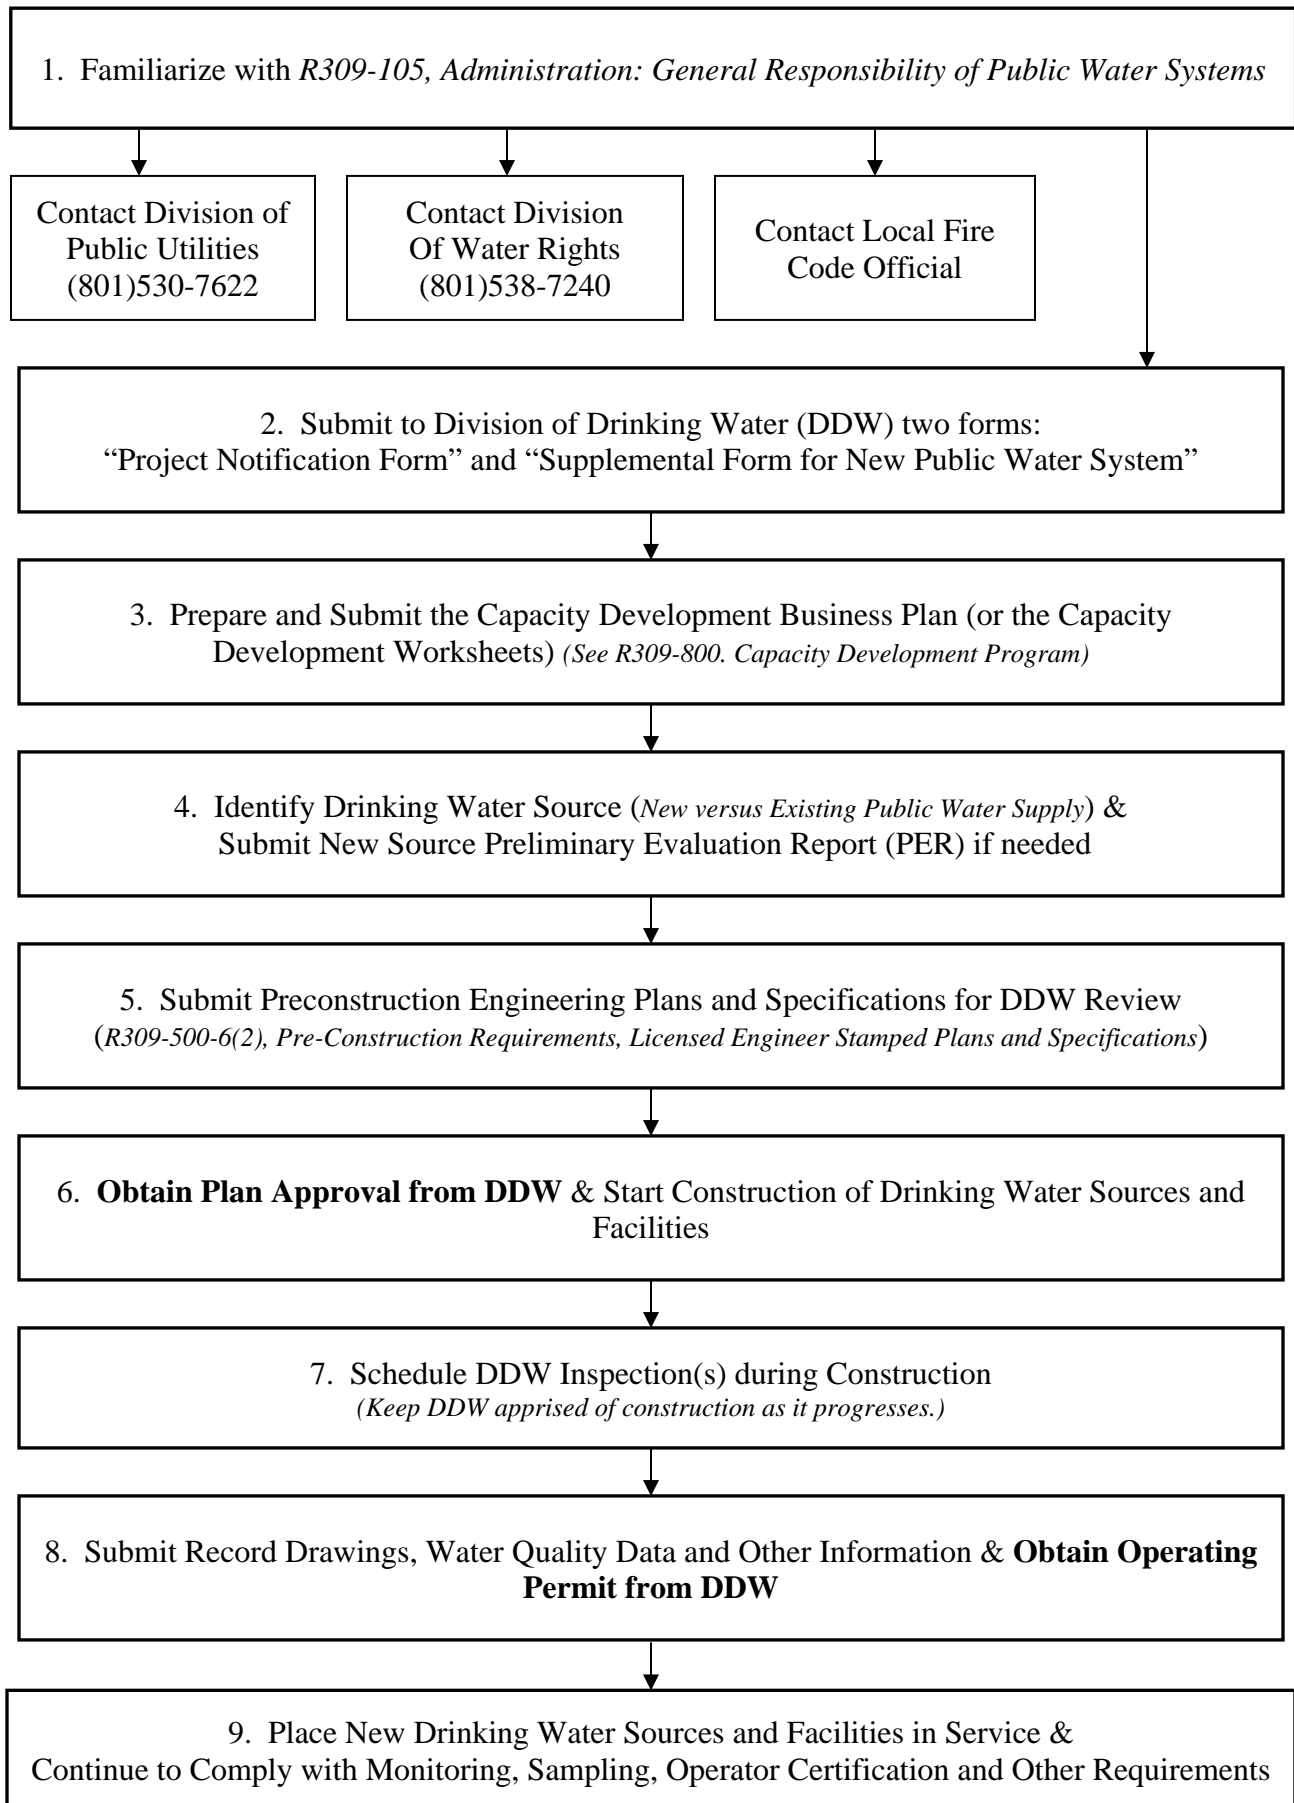 1. Familiarize with R309-105, Administration: General Responsibility of Public Water Systems
Contact Division of
Public Utilities
(801)530-7622
Contact Division
Of Water Rights
(801)538-7240
Contact Local Fire
Code Official
2. Submit to Division of Drinking Water (DDW) two forms:
“Project Notification Form” and “Supplemental Form for New Public Water System”
3. Prepare and Submit the Capacity Development Business Plan (or the Capacity
Development Worksheets) (See R309-800. Capacity Development Program)
4. Identify Drinking Water Source (New versus Existing Public Water Supply) &
Submit New Source Preliminary Evaluation Report (PER) if needed
5. Submit Preconstruction Engineering Plans and Specifications for DDW Review
(R309-500-6(2), Pre-Construction Requirements, Licensed Engineer Stamped Plans and Specifications)
6. Obtain Plan Approval from DDW & Start Construction of Drinking Water Sources and
Facilities
7. Schedule DDW Inspection(s) during Construction
(Keep DDW apprised of construction as it progresses.)
8. Submit Record Drawings, Water Quality Data and Other Information & Obtain Operating
Permit from DDW
9. Place New Drinking Water Sources and Facilities in Service &
Continue to Comply with Monitoring, Sampling, Operator Certification and Other Requirements